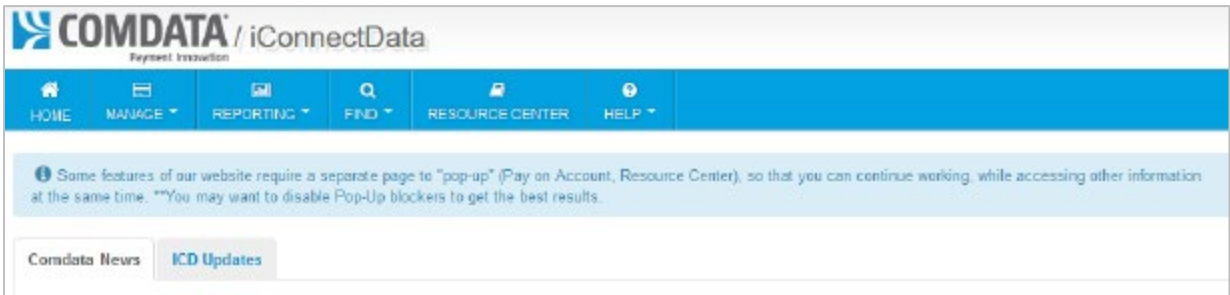 COMDATA® / iConnectData
Payment Innovation
HOME MANAGE REPORTING FIND RESOURCE CENTER HELP
Some features of our website require a separate page to "pop-up" (Pay on Account, Resource Center), so that you can continue working, while accessing other information
at the same time. **You may want to disable Pop-Up blockers to get the best results.
Comdata News ICD Updates